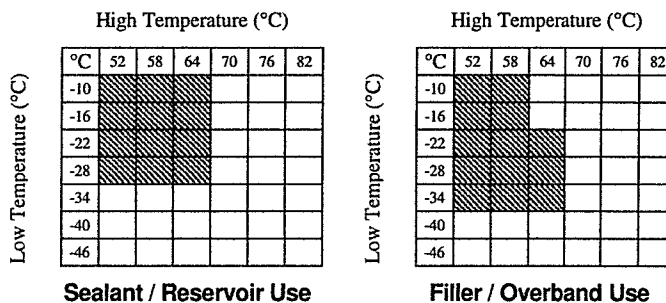 High Temperature (°C)
Low Temperature (°C)
°C 52 58 64 70 76 82
-10
-16
-22
-28
-34
-40
-46
Sealant / Reservoir Use
High Temperature (°C)
Low Temperature (°C)
°C 52 58 64 70 76 82
-10
-16
-22
-28
-34
-40
-46
Filler / Overband Use